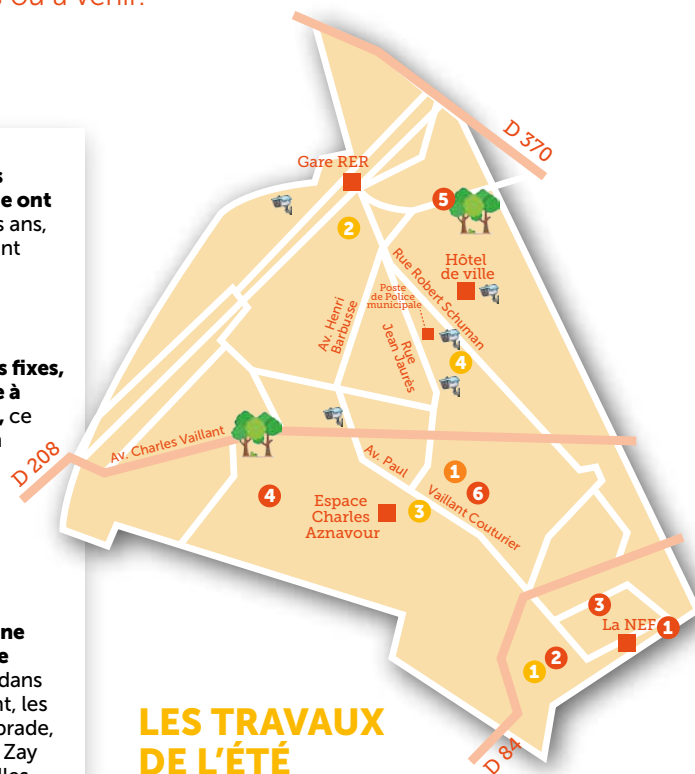 s ou à venir.
s
e ont
s ans,
nt
s fixes,
e à
, ce
ne
e
dans
nt, les
orade,
Zay
D 370
Gare RER
5
2
Hôtel
de ville
Rue Robert Schuman
Poste
de Police
municipale
Av. Henri
Barbusse
Rue
Jean Jaurès
4
Av. Charles Vaillant
D 208
Av. Paul
Vaillant Couturier
1
6
4
Espace
Charles
Aznavour
3
3
La NEF
1
2
1
D 84
LES TRAVAUX
DE L'ÉTÉ